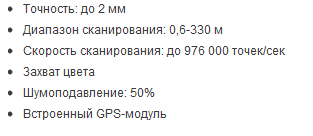 • Точность: до 2 мм
• Диапазон сканирования: 0,6-330 м
• Скорость сканирования: до 976 000 точек/сек
• Захват цвета
• Шумоподавление: 50%
• Встроенный GPS-модуль